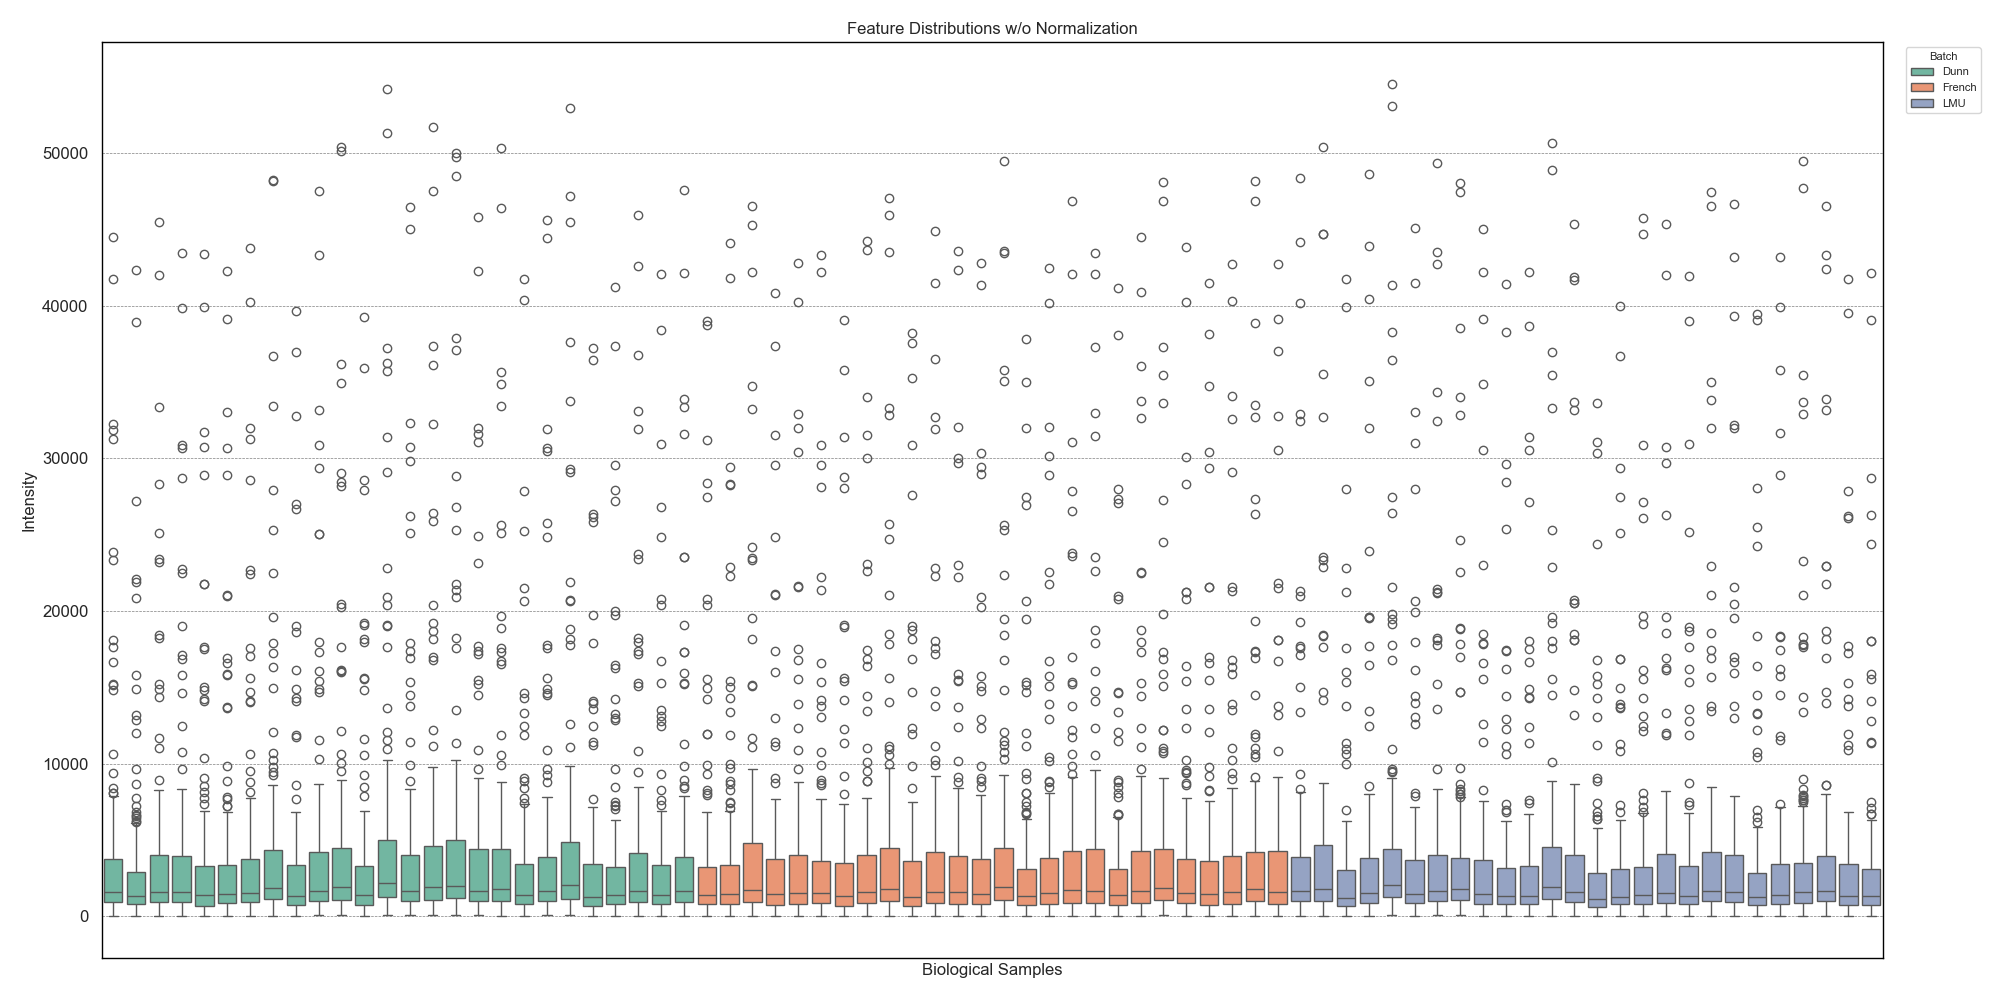 Feature Distributions w/o Normalization
Batch
Dunn
French
LMU
50000
40000
30000
20000
10000
0
Intensity
Biological Samples